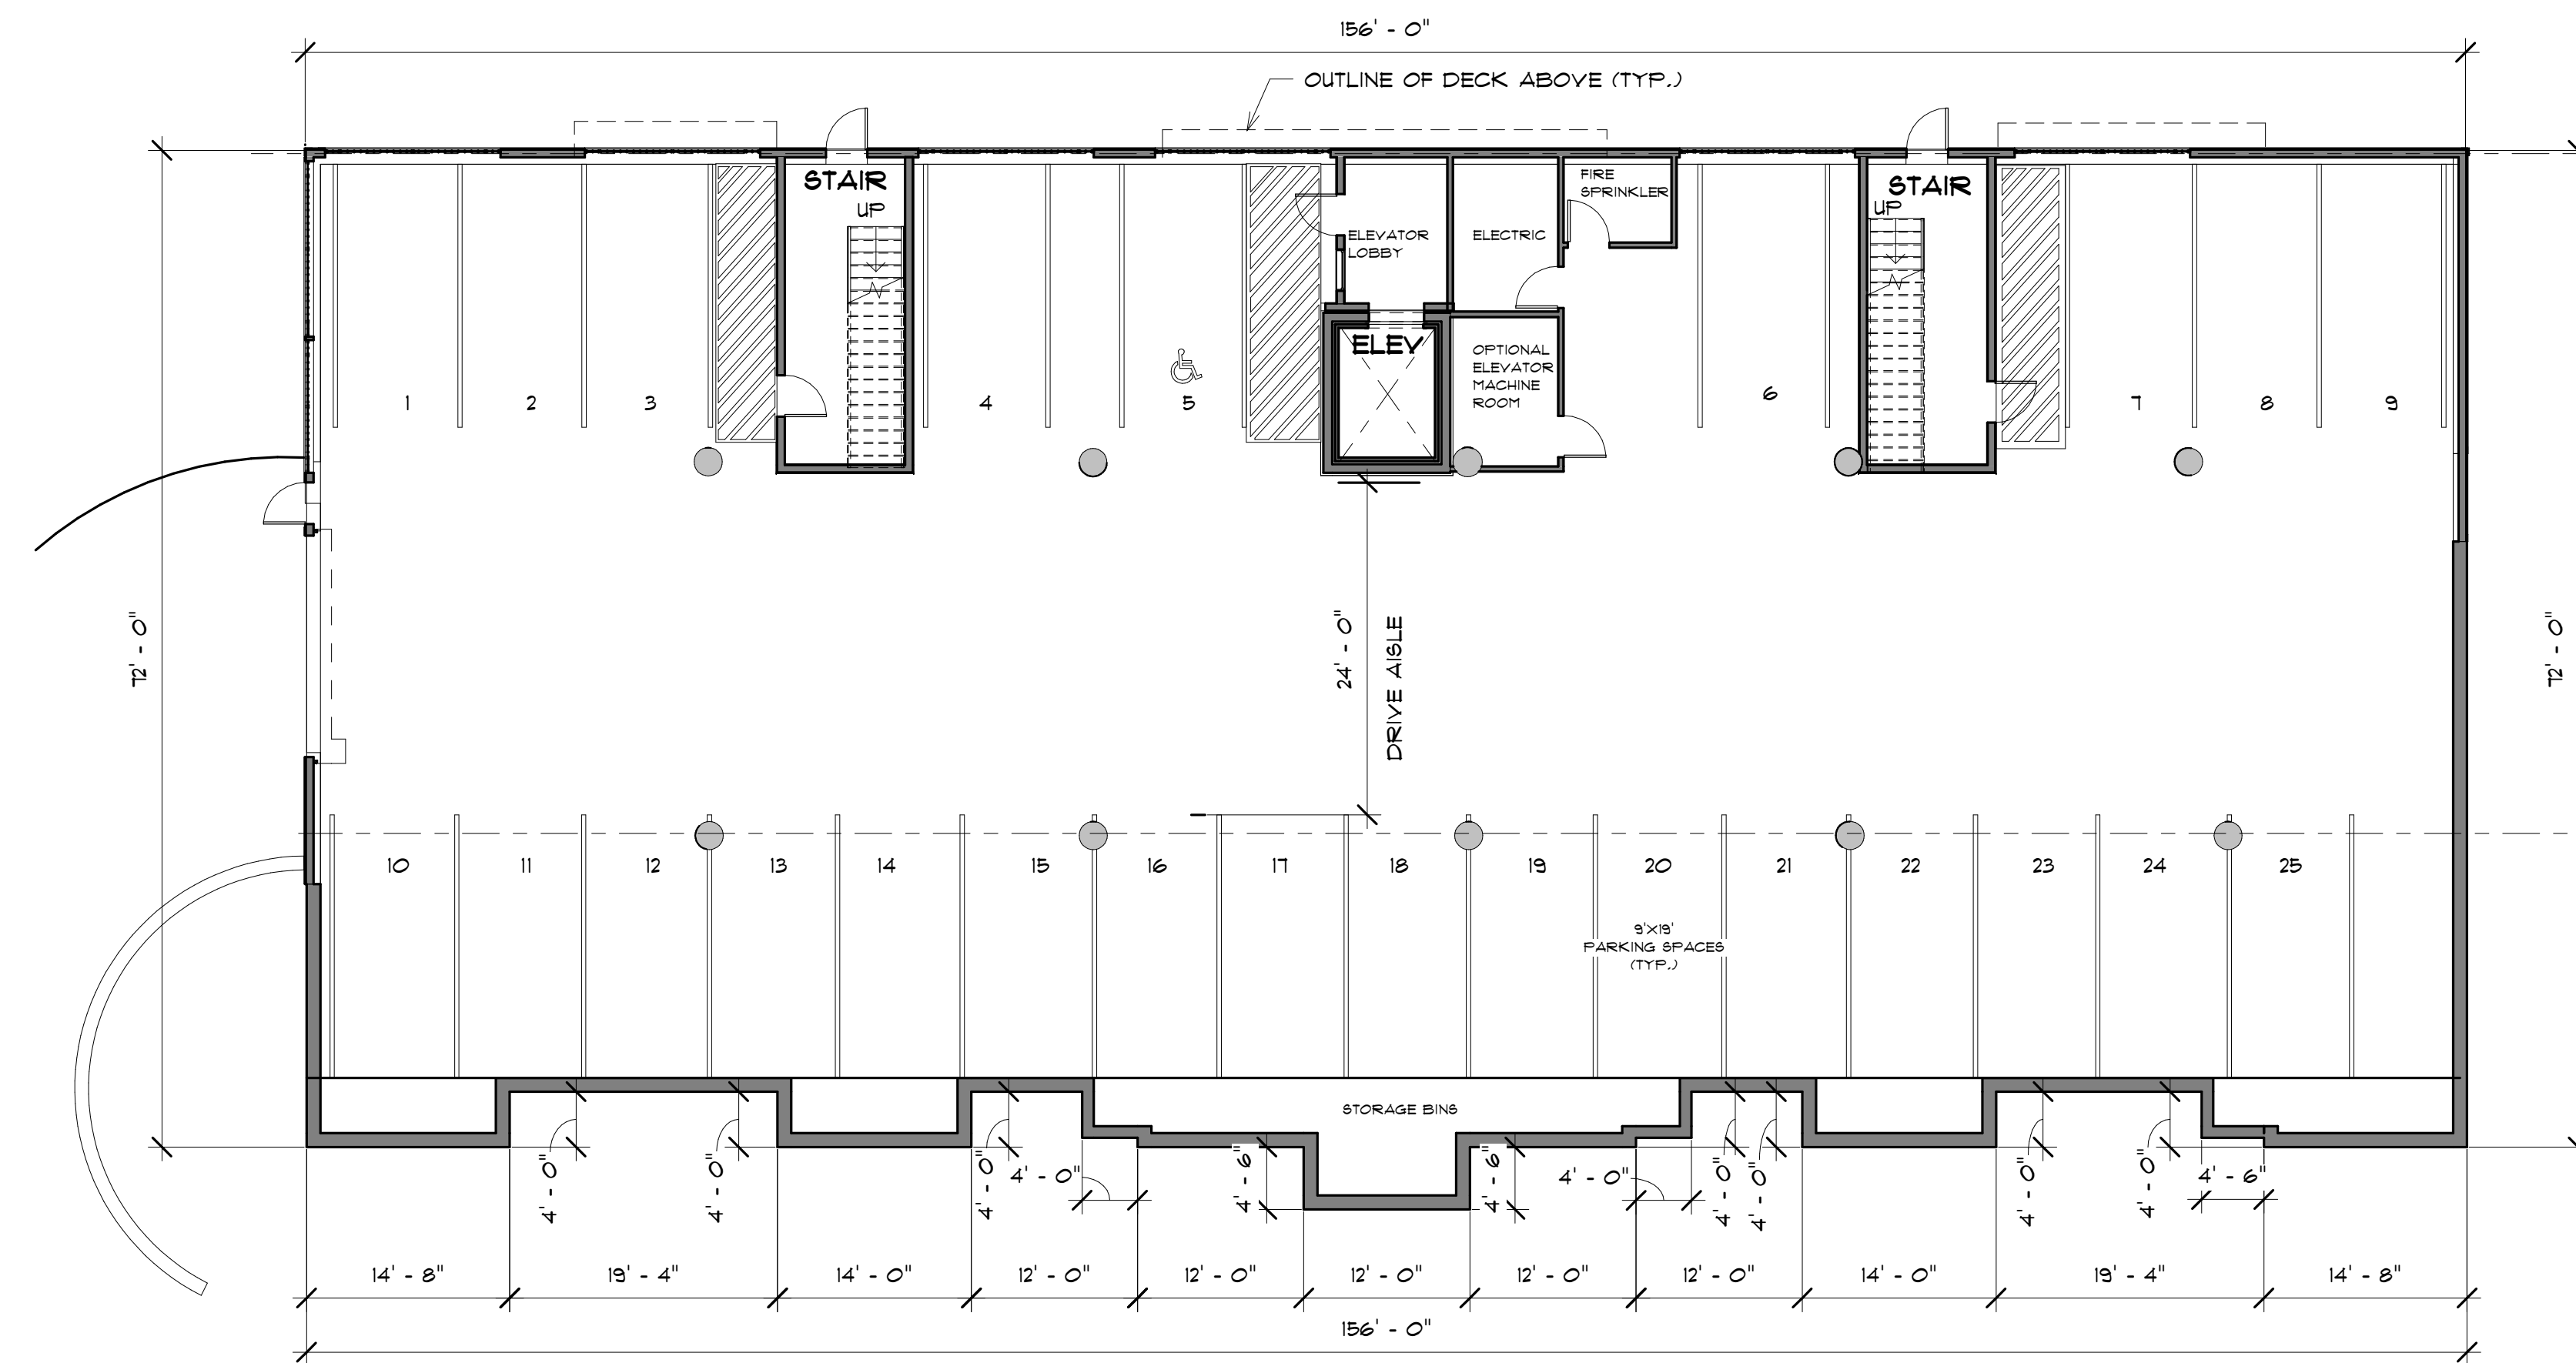 156' - 0"
OUTLINE OF DECK ABOVE (TYP.)
STAIR
UP
ELEVATOR
LOBBY
ELECTRIC
FIRE
SPRINKLER
STAIR
UP
ELEV
OPTIONAL
ELEVATOR
MACHINE
ROOM
1
2
3
4
5
6
7
8
9
72' - 0"
24' - 0"
DRIVE AISLE
72' - 0"
10
11
12
13
14
15
16
17
18
19
20
21
22
23
24
25
9'X19'
PARKING SPACES
(TYP.)
STORAGE BINS
4' - 0"
4' - 0"
4' - 0"
4' - 0"
4' - 6"
4' - 6"
4' - 0"
4' - 0"
4' - 0"
4' - 0"
4' - 0"
4' - 6"
14' - 8"
19' - 4"
14' - 0"
12' - 0"
12' - 0"
12' - 0"
12' - 0"
12' - 0"
14' - 0"
19' - 4"
14' - 8"
156' - 0"